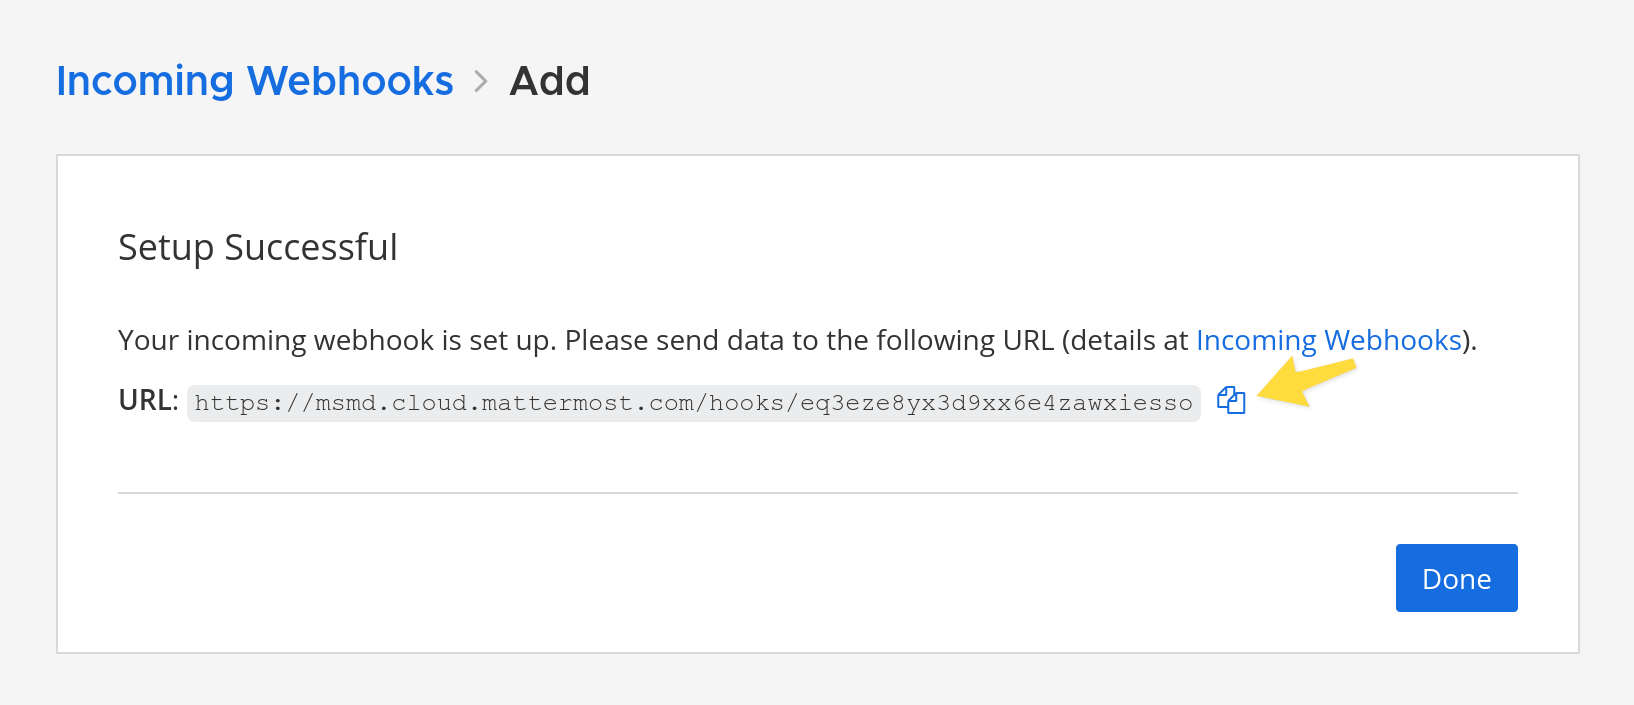 Incoming Webhooks > Add
Setup Successful
Your incoming webhook is set up. Please send data to the following URL (details at Incoming Webhooks).
URL: https://msmd.cloud.mattermost.com/hooks/eq3eze8yx3d9xx6e4zawxiesso
Done